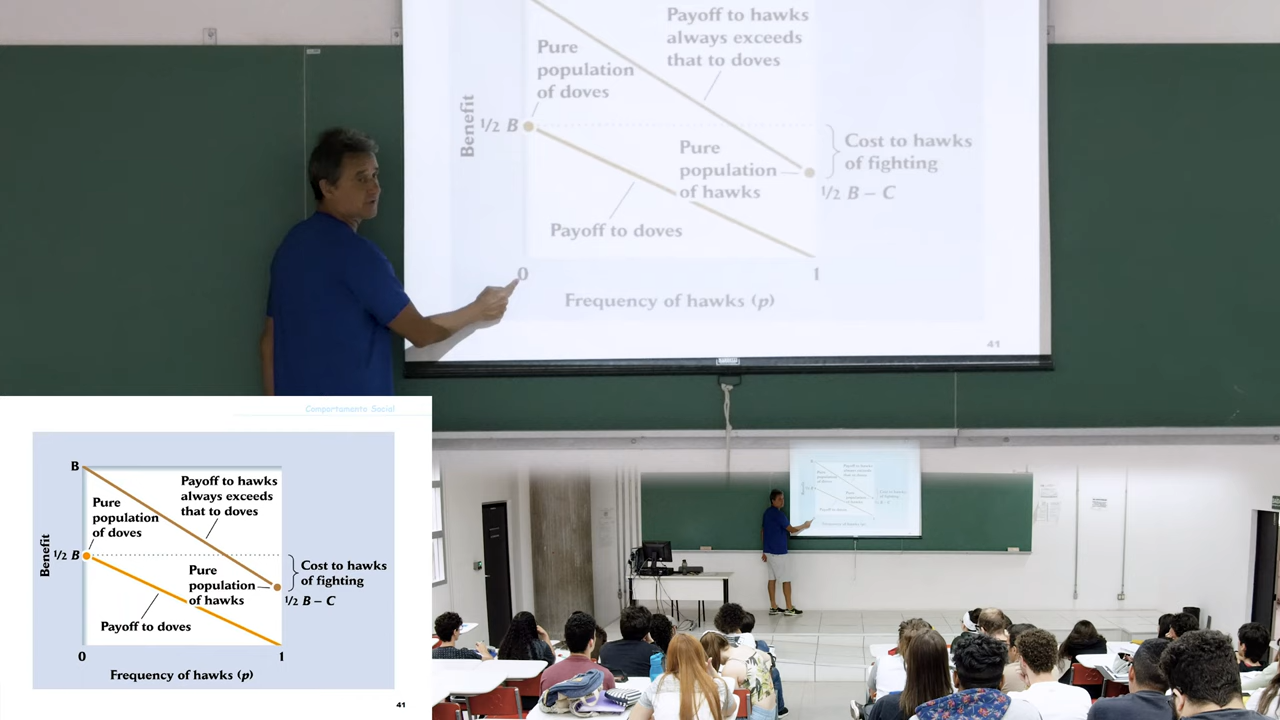 Payoff to hawks
always exceeds
that to doves
Pure
population
of doves
Benefit
½ B
Pure
population
of hawks
Cost to hawks
of fighting
½ B – C
Payoff to doves
0
1
Frequency of hawks (p)
41
Comportamento Social
B
Payoff to hawks
always exceeds
that to doves
Pure
population
of doves
Benefit
½ B
Pure
population
of hawks
Cost to hawks
of fighting
½ B – C
Payoff to doves
0
1
Frequency of hawks (p)
41